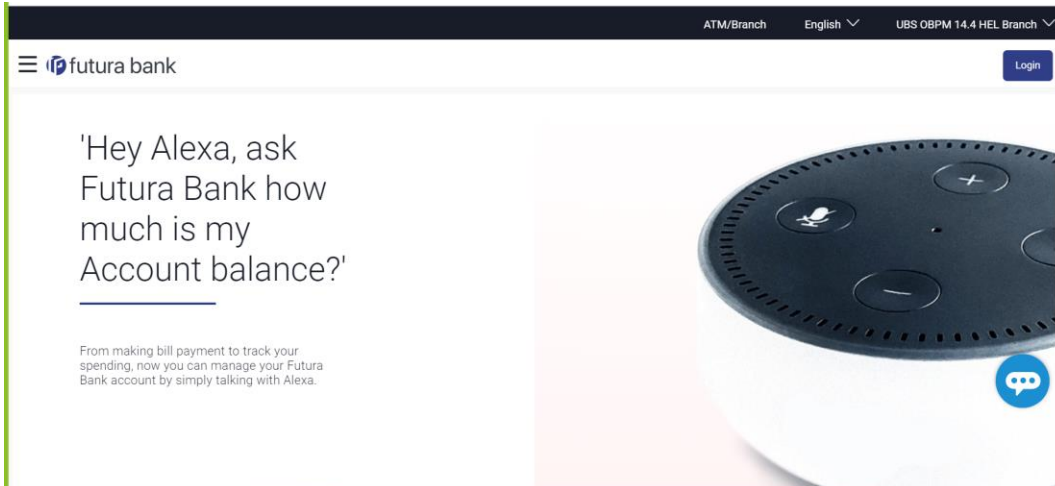 ATM/Branch English UBS OBPM 14.4 HEL Branch
futura bank
Login
'Hey Alexa, ask
Futura Bank how
much is my
Account balance?'
From making bill payment to track your
spending, now you can manage your Futura
Bank account by simply talking with Alexa.